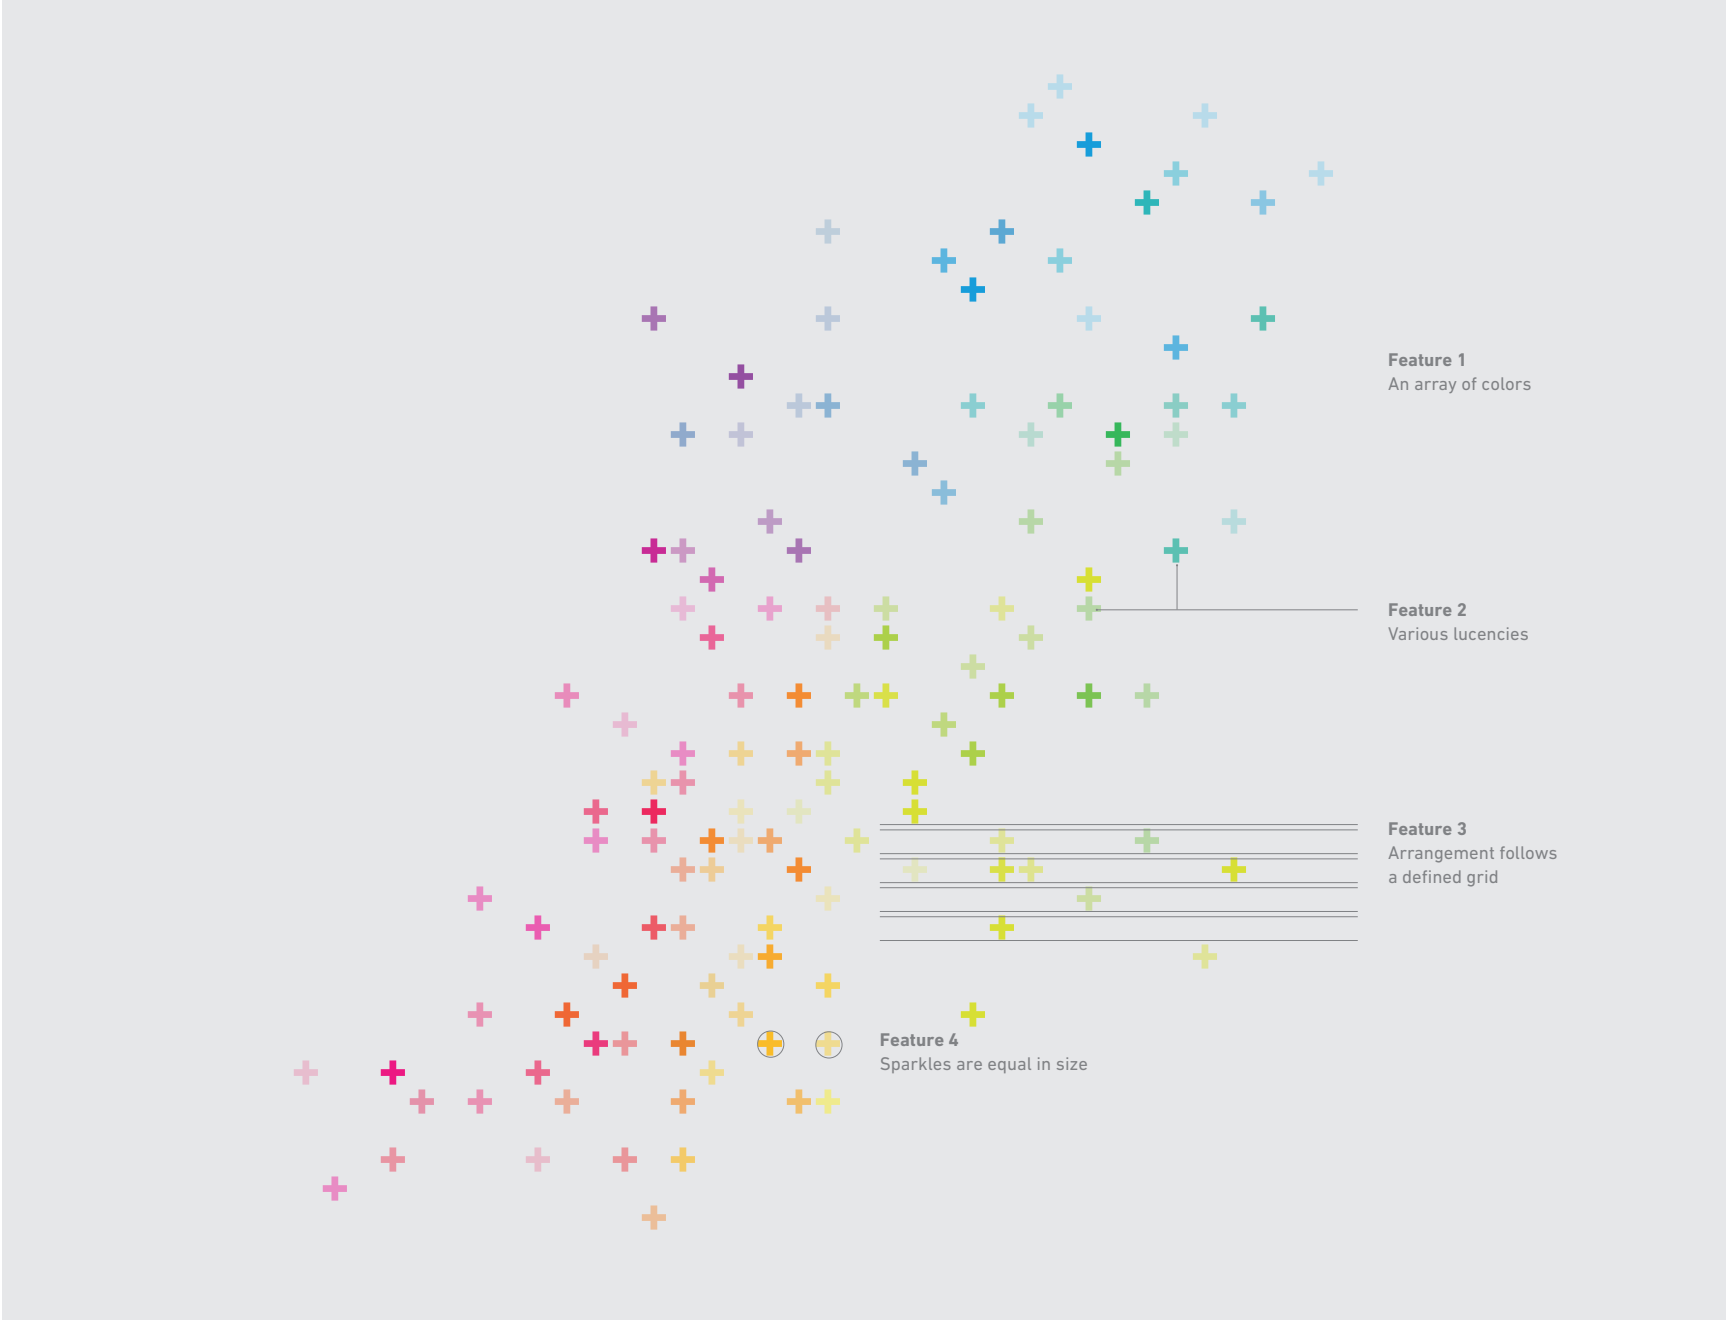 Feature 1
An array of colors
Feature 2
Various lucencies
Feature 3
Arrangement follows
a defined grid
Feature 4
Sparkles are equal in size